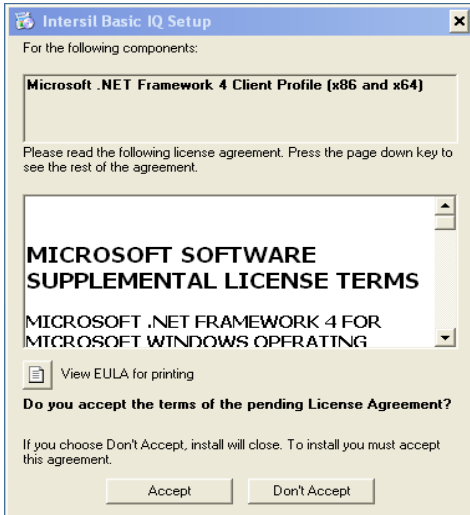 Intersil Basic IQ Setup
For the following components:
Microsoft .NET Framework 4 Client Profile (x86 and x64)
Please read the following license agreement. Press the page down key to
see the rest of the agreement.
MICROSOFT SOFTWARE
SUPPLEMENTAL LICENSE TERMS
MICROSOFT .NET FRAMEWORK 4 FOR
MICROSOFT WINDOWS OPERATING
View EULA for printing
Do you accept the terms of the pending License Agreement?
If you choose Don't Accept, install will close. To install you must accept
this agreement.
Accept
Don't Accept